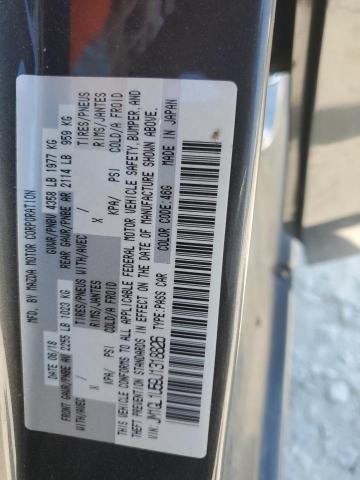 MFD. BY MAZDA MOTOR CORPORATION
DATE 06/18 GVWR/PNBV 4358 LB 1977 KG
FRONT GAWR/PNBE AV 2255 LB 1023 KG REAR GAWR/PNBE AR 2114 LB 959 KG
WITH/AVEC / TIRES/PNEUS WITH/AVEC / TIRES/PNEUS
X RIMS/JANTES X RIMS/JANTES
KPA/ PSI COLD/A FROID KPA/ PSI COLD/A FROID
THIS VEHICLE CONFORMS TO ALL APPLICABLE FEDERAL MOTOR VEHICLE SAFETY, BUMPER, AND
THEFT PREVENTION STANDARDS IN EFFECT ON THE DATE OF MANUFACTURE SHOWN ABOVE.
VIN: TYPE:PASS CAR COLOR CODE:46G MADE IN JAPAN